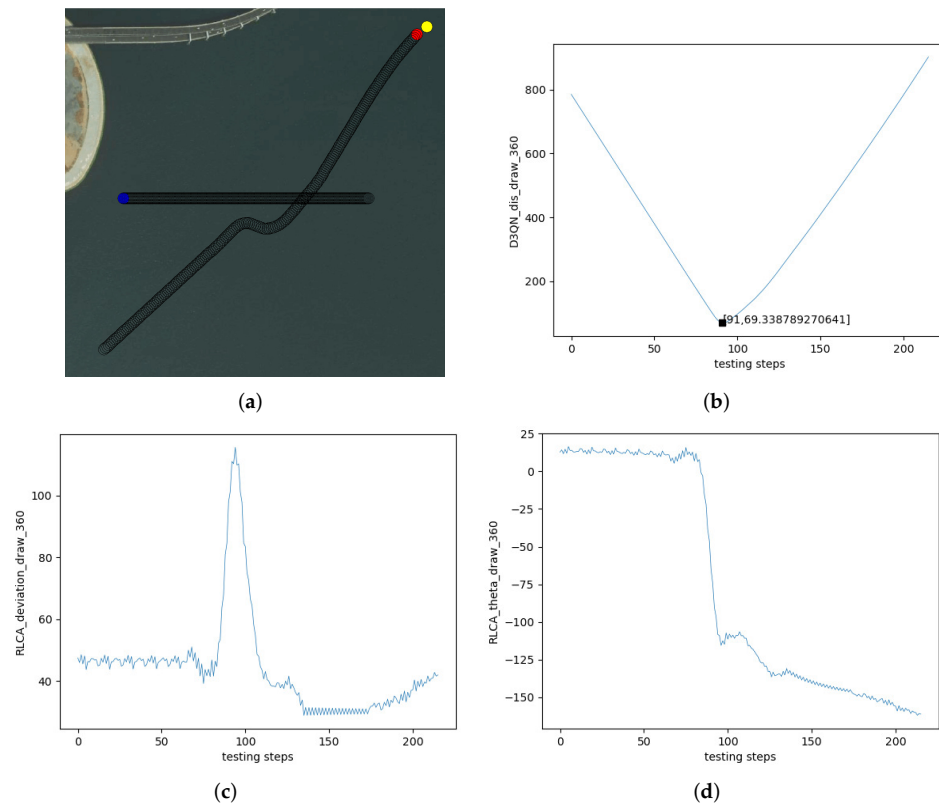 (a)
D3QN_dis_draw_360
800
600
400
200
[91,69.338789270641]
0 50 100 150 200
testing steps
(b)
RLCA_deviation_draw_360
100
80
60
40
0 50 100 150 200
testing steps
(c)
RLCA_theta_draw_360
25
0
−25
−50
−75
−100
−125
−150
0 50 100 150 200
testing steps
(d)